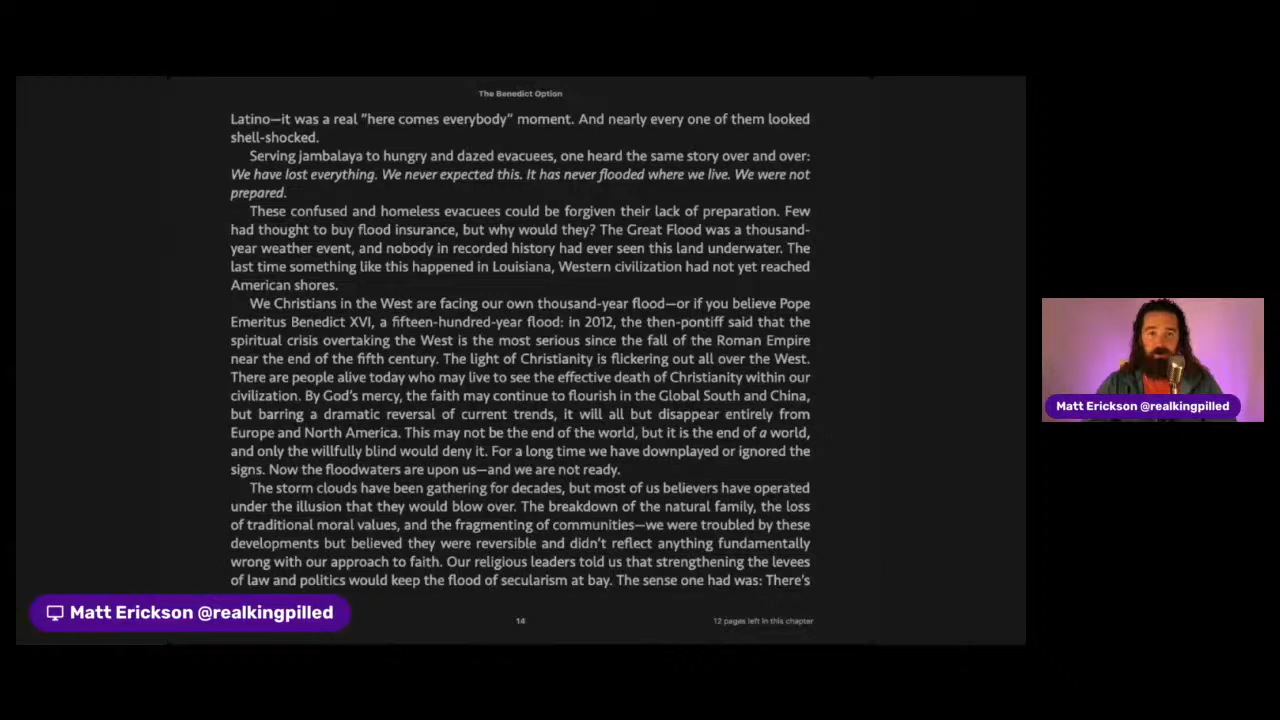 The Benedict Option
Latino—it was a real "here comes everybody" moment. And nearly every one of them looked
shell-shocked.
Serving jambalaya to hungry and dazed evacuees, one heard the same story over and over:
We have lost everything. We never expected this. It has never flooded where we live. We were not
prepared.
These confused and homeless evacuees could be forgiven their lack of preparation. Few
had thought to buy flood insurance, but why would they? The Great Flood was a thousand-
year weather event, and nobody in recorded history had ever seen this land underwater. The
last time something like this happened in Louisiana, Western civilization had not yet reached
American shores.
We Christians in the West are facing our own thousand-year flood—or if you believe Pope
Emeritus Benedict XVI, a fifteen-hundred-year flood: in 2012, the then-pontiff said that the
spiritual crisis overtaking the West is the most serious since the fall of the Roman Empire
near the end of the fifth century. The light of Christianity is flickering out all over the West.
There are people alive today who may live to see the effective death of Christianity within our
civilization. By God's mercy, the faith may continue to flourish in the Global South and China,
but barring a dramatic reversal of current trends, it will all but disappear entirely from
Europe and North America. This may not be the end of the world, but it is the end of a world,
and only the willfully blind would deny it. For a long time we have downplayed or ignored the
signs. Now the floodwaters are upon us—and we are not ready.
The storm clouds have been gathering for decades, but most of us believers have operated
under the illusion that they would blow over. The breakdown of the natural family, the loss
of traditional moral values, and the fragmenting of communities—we were troubled by these
developments but believed they were reversible and didn't reflect anything fundamentally
wrong with our approach to faith. Our religious leaders told us that strengthening the levees
of law and politics would keep the flood of secularism at bay. The sense one had was: There's
14
12 pages left in this chapter
Matt Erickson @realkingpilled
Matt Erickson @realkingpilled